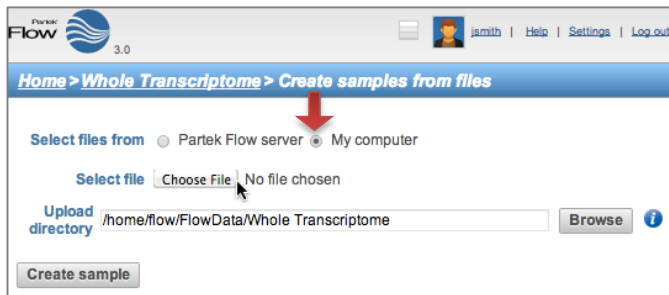 Partek
Flow
3.0
jsmith | Help | Settings | Log out
Home > Whole Transcriptome > Create samples from files
Select files from Partek Flow server My computer
Select file Choose File No file chosen
Upload directory /home/flow/FlowData/Whole Transcriptome Browse i
Create sample